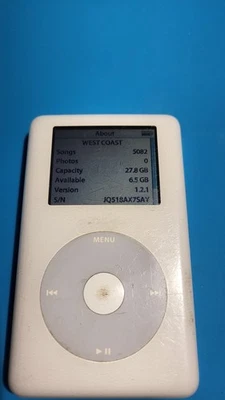 About
WEST COAST
Songs 5002
Photos 0
Capacity 27.8 GB
Available 6.5 GB
Version 1.2.1
S/N JQ518AX7SAY
MENU